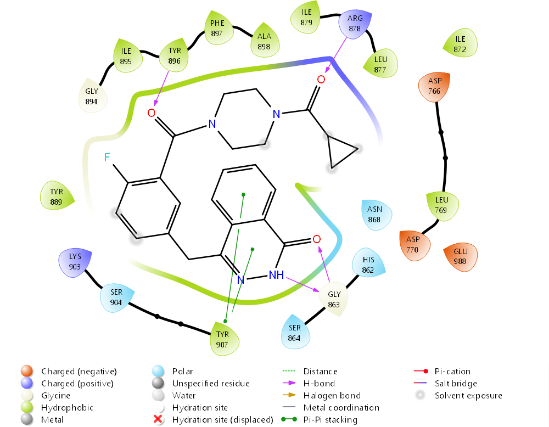 ILE
879
ARG
878
PHE
897
ALA
898
ILE
895
TYR
896
LEU
877
ILE
872
GLY
894
ASP
766
O
O
N
N
F
TYR
889
LEU
769
ASN
868
ASP
770
GLU
988
HIS
862
O
LYS
903
SER
904
N
NH
GLY
863
TYR
907
SER
864
Charged (negative)
Charged (positive)
Glycine
Hydrophobic
Metal
Polar
Unspecified residue
Water
Hydration site
Hydration site (displaced)
Distance
H-bond
Halogen bond
Metal coordination
Pi-Pi stacking
Pi-cation
Salt bridge
Solvent exposure